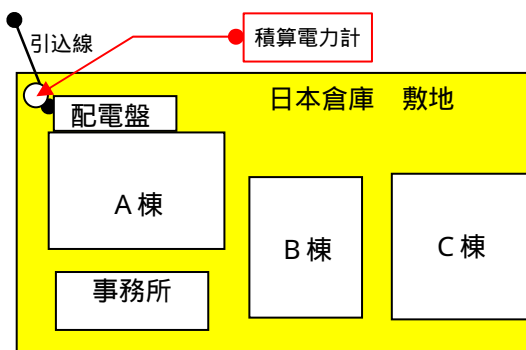 引込線
積算電力計
日本倉庫　敷地
配電盤
A棟
B棟
C棟
事務所